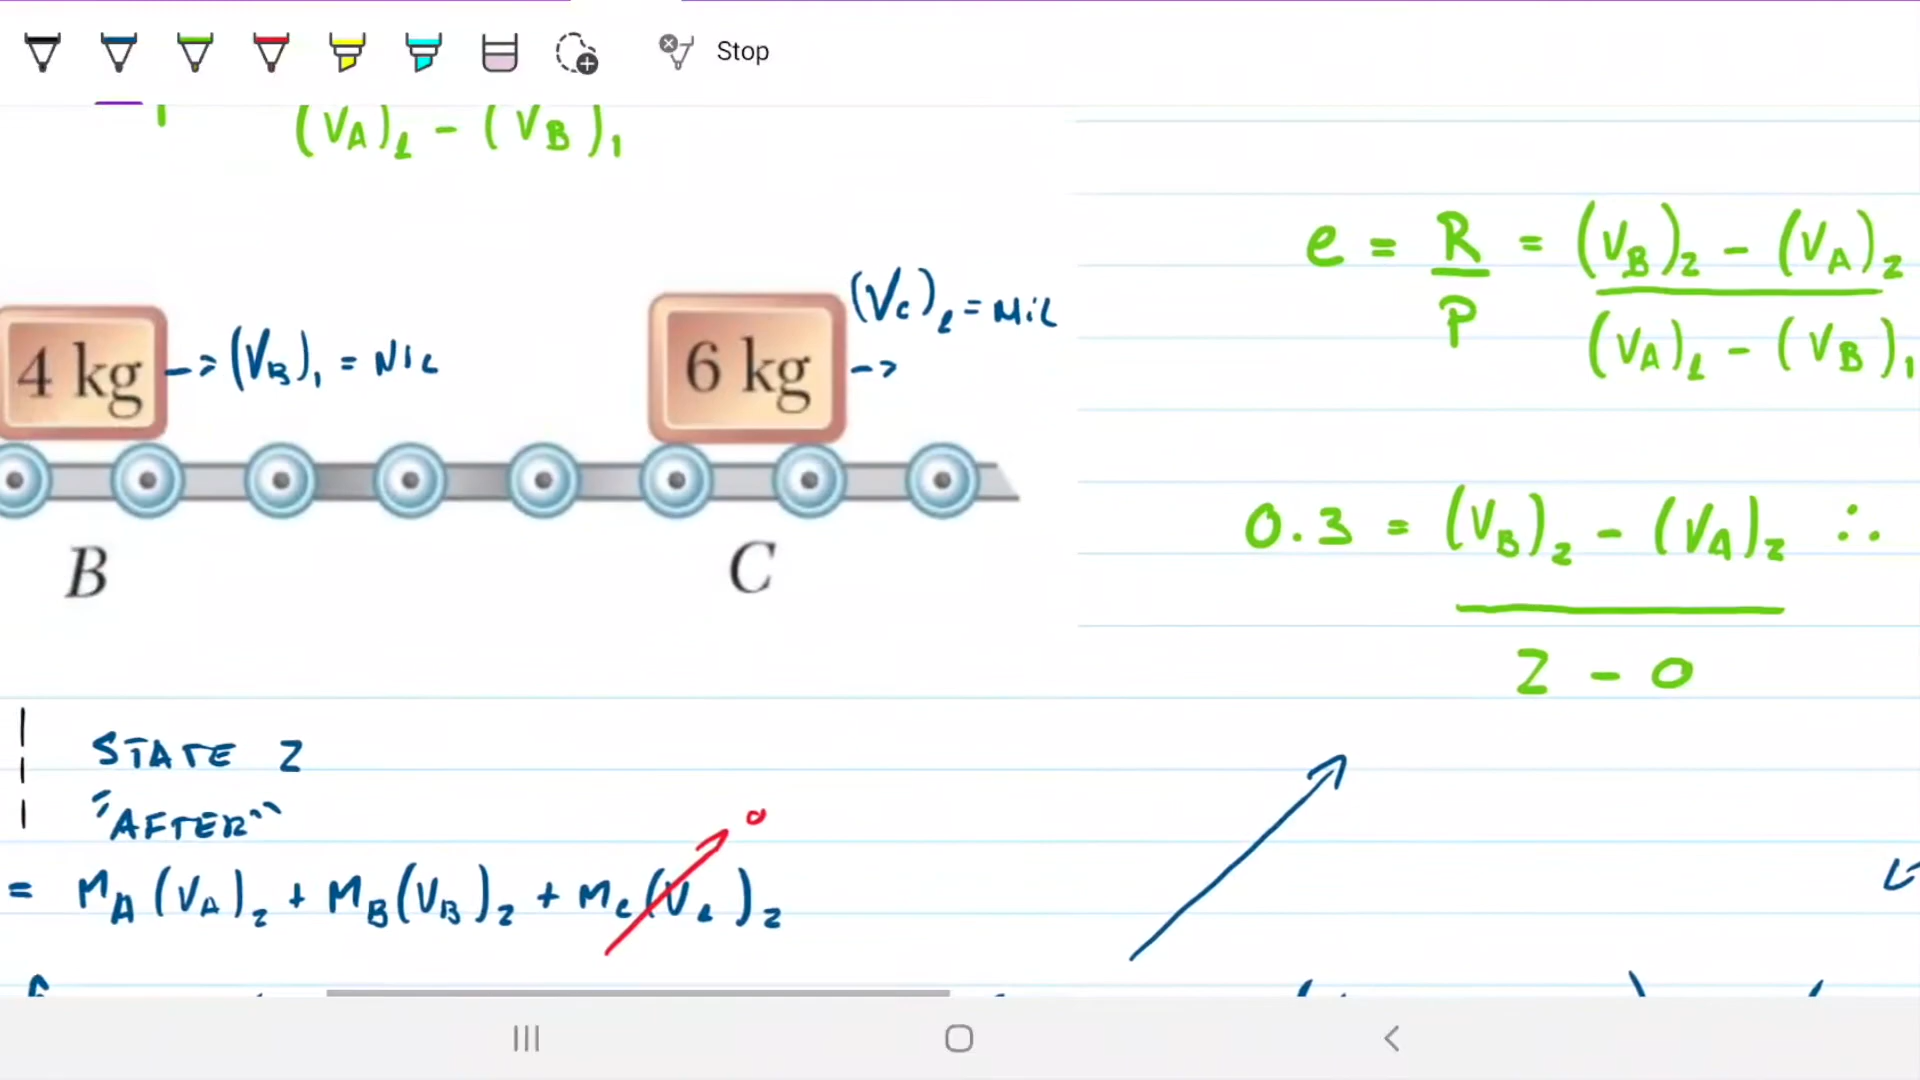 Stop
(VA)1 - (VB)1
e = R/P = (VB)2 - (VA)2 / (VA)1 - (VB)1
4 kg -> (VB)1 = NIL
6 kg -> (VC)1 = NIL
0.3 = (VB)2 - (VA)2 / 2 - 0 ∴
B
C
STATE 2
"AFTER"
= MA(VA)2 + MB(VB)2 + MC(VC)2
0